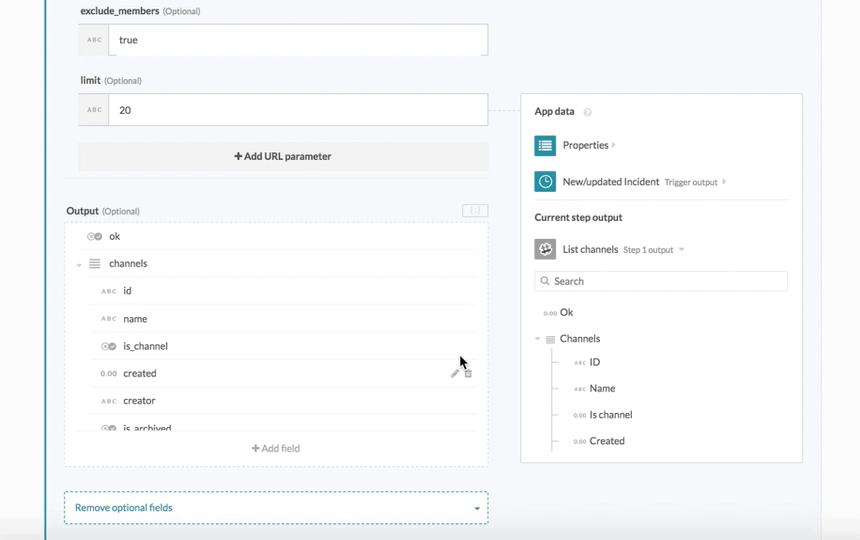 exclude_members (Optional)
ABC true
limit (Optional)
ABC 20
+ Add URL parameter
Output (Optional)
ok
channels
ABC id
ABC name
is_channel
0.00 created
ABC creator
is_archived
+ Add field
Remove optional fields
App data ?
Properties
New/updated Incident Trigger output
Current step output
List channels Step 1 output
Search
0.00 Ok
Channels
ABC ID
ABC Name
0.00 Is channel
0.00 Created